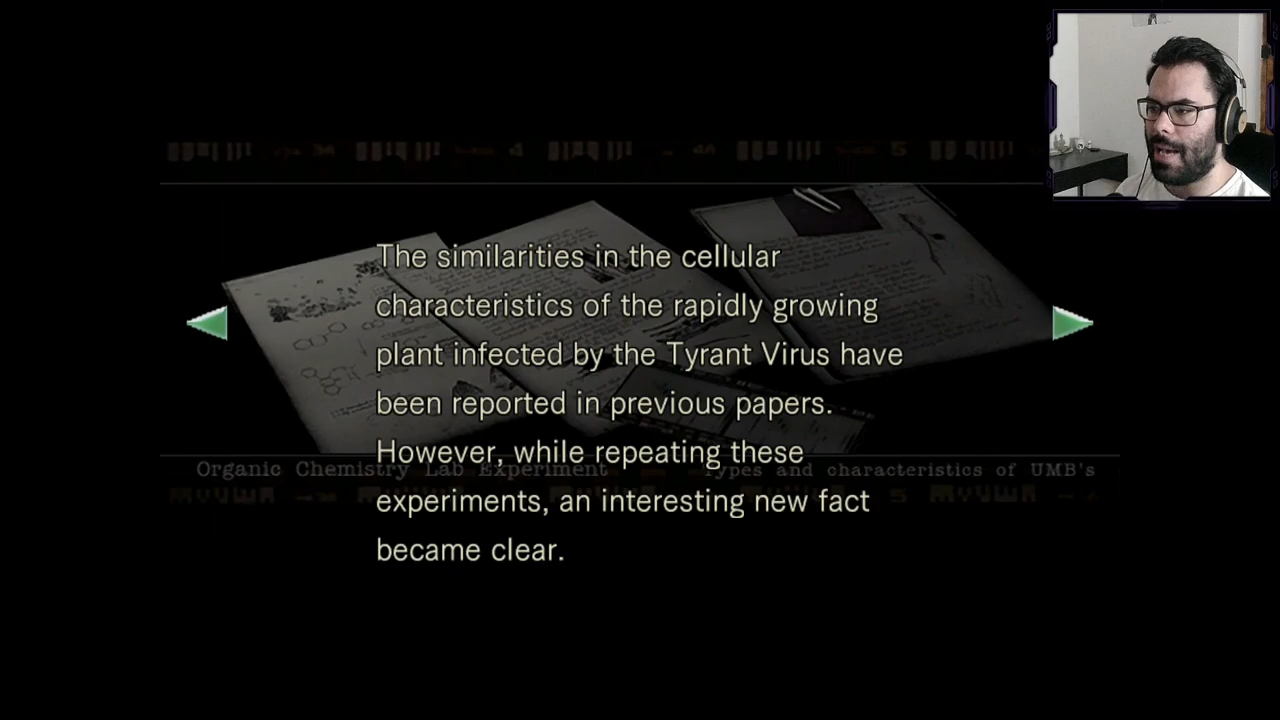 The similarities in the cellular
characteristics of the rapidly growing
plant infected by the Tyrant Virus have
been reported in previous papers.
However, while repeating these
Organic Chemistry Lab Experiment Types and characteristics of UMB's
experiments, an interesting new fact
became clear.